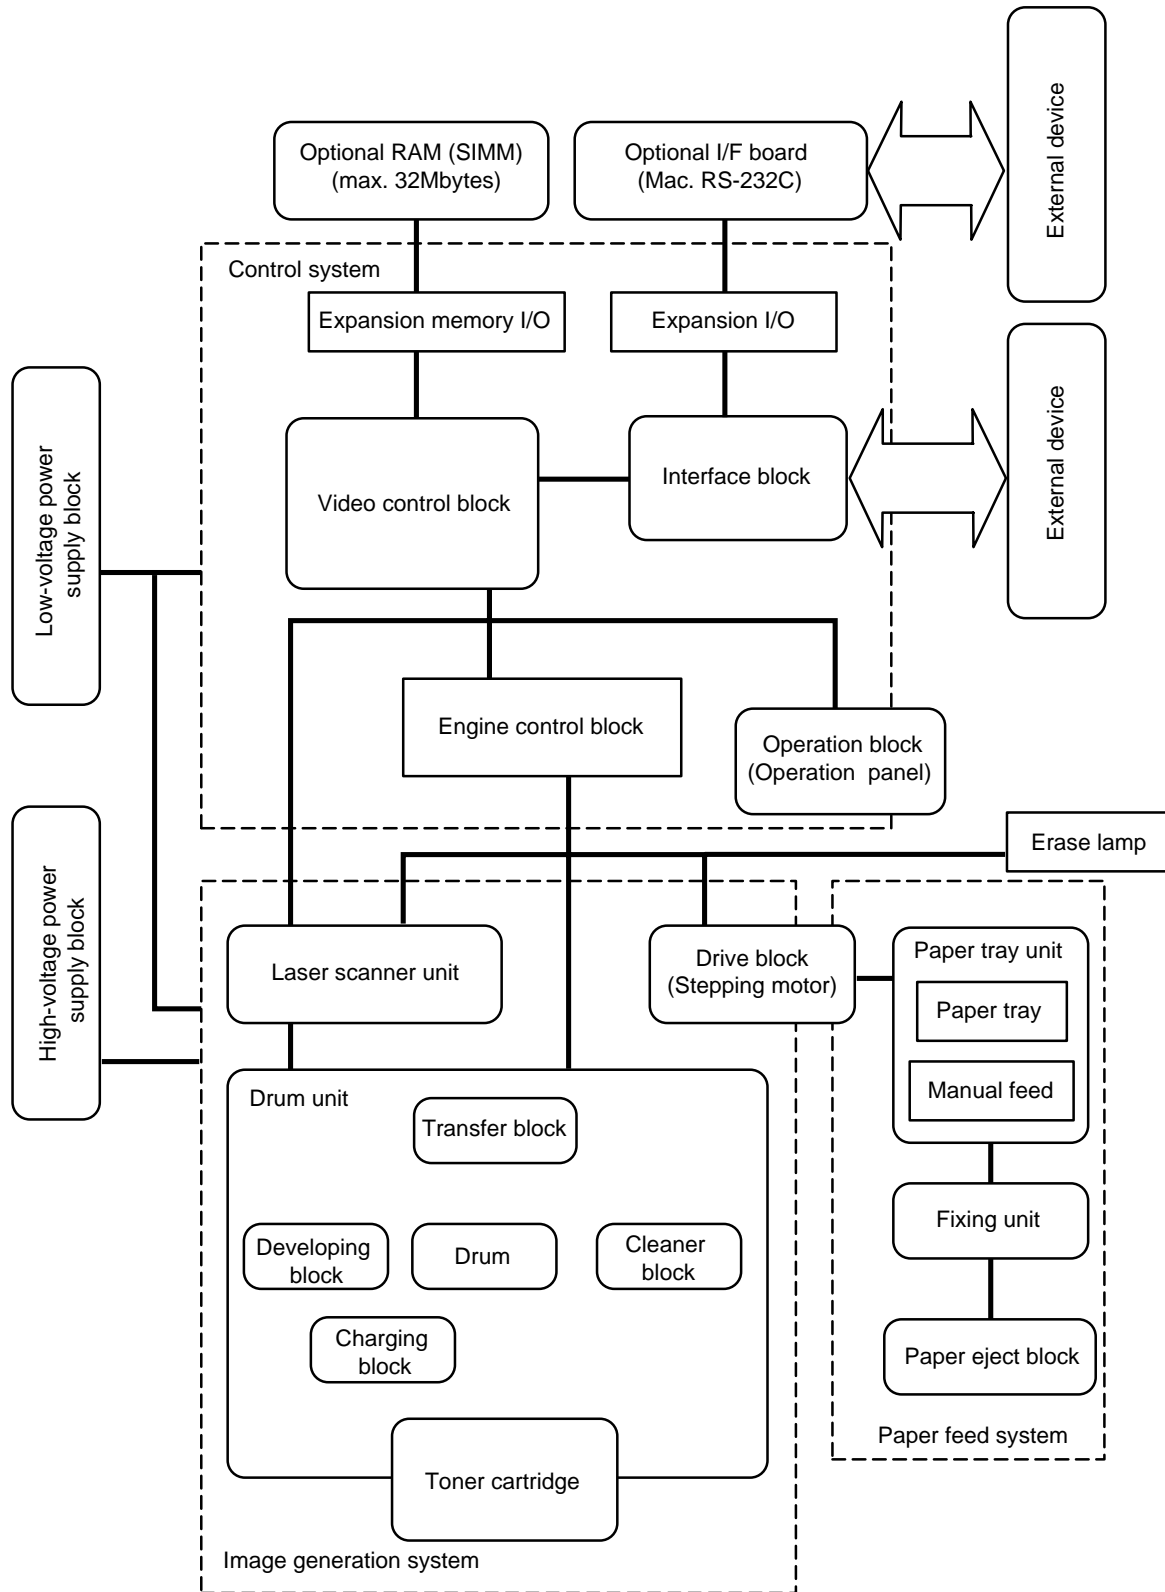 Optional RAM (SIMM)
(max. 32Mbytes)
Optional I/F board
(Mac. RS-232C)
External device
Control system
Expansion memory I/O
Expansion I/O
Low-voltage power
supply block
Video control block
Interface block
External device
Engine control block
Operation block
(Operation panel)
Erase lamp
High-voltage power
supply block
Laser scanner unit
Drive block
(Stepping motor)
Paper tray unit
Paper tray
Manual feed
Drum unit
Transfer block
Developing
block
Drum
Cleaner
block
Fixing unit
Charging
block
Paper eject block
Toner cartridge
Paper feed system
Image generation system